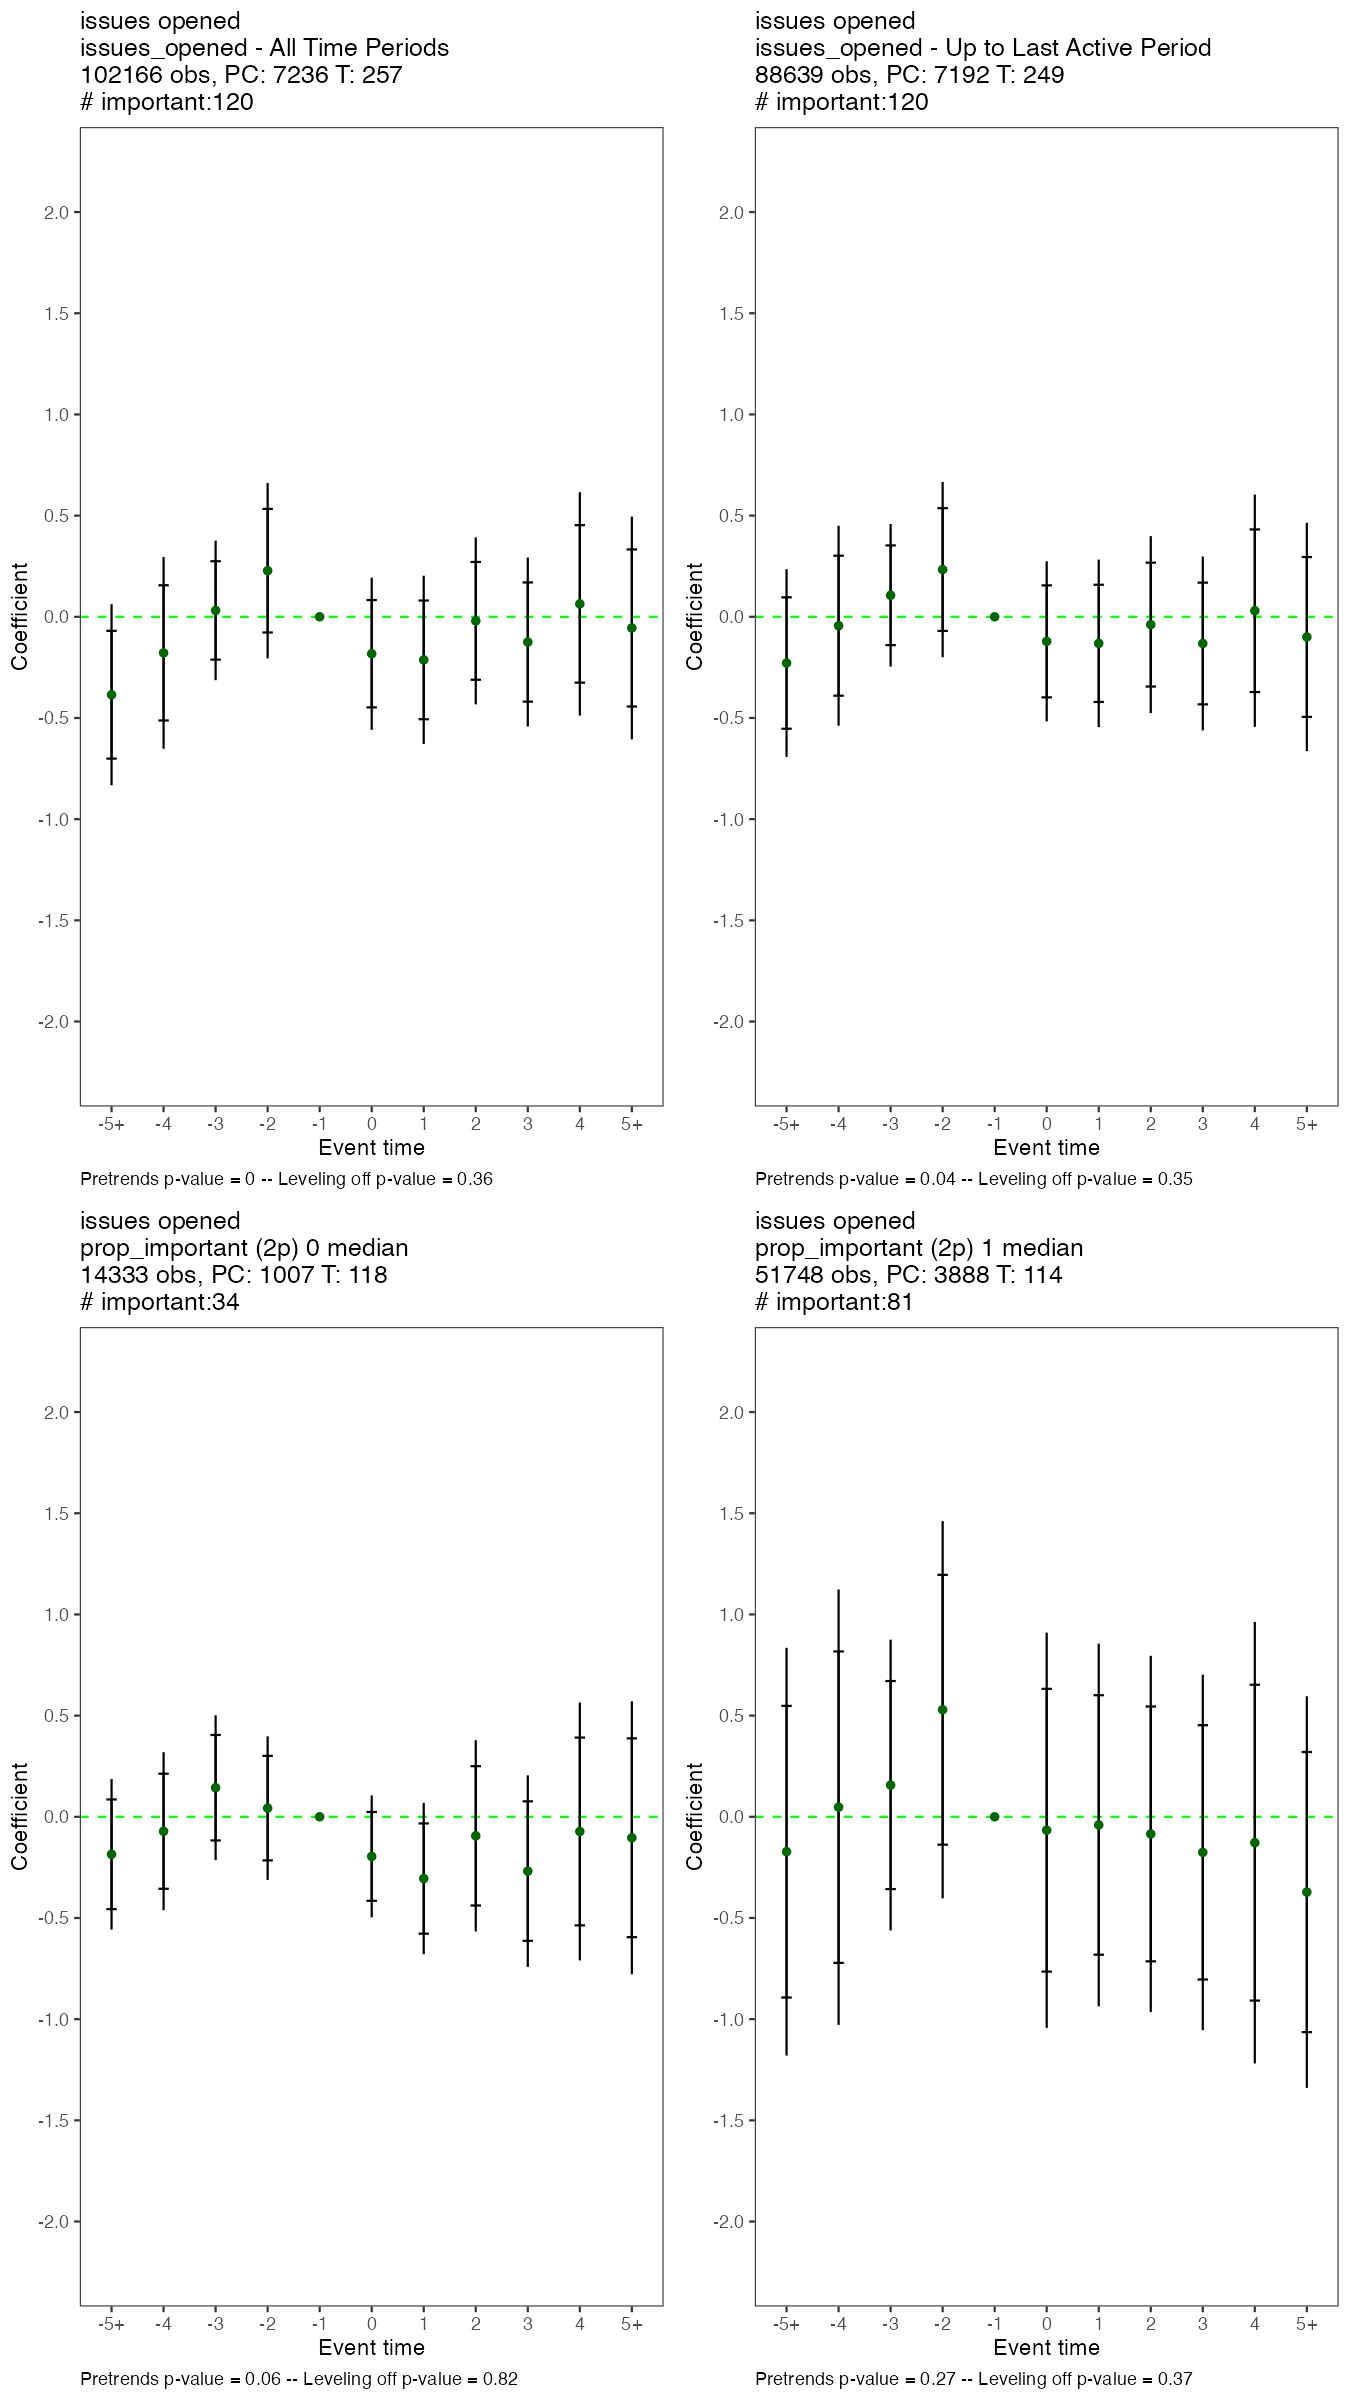 issues opened
issues_opened - All Time Periods
102166 obs, PC: 7236 T: 257
# important:120
2.0
1.5
1.0
0.5
0.0
-0.5
-1.0
-1.5
-2.0
Coefficient
-5+ -4 -3 -2 -1 0 1 2 3 4 5+
Event time
Pretrends p-value = 0 -- Leveling off p-value = 0.36
issues opened
issues_opened - Up to Last Active Period
88639 obs, PC: 7192 T: 249
# important:120
2.0
1.5
1.0
0.5
0.0
-0.5
-1.0
-1.5
-2.0
Coefficient
-5+ -4 -3 -2 -1 0 1 2 3 4 5+
Event time
Pretrends p-value = 0.04 -- Leveling off p-value = 0.35
issues opened
prop_important (2p) 0 median
14333 obs, PC: 1007 T: 118
# important:34
2.0
1.5
1.0
0.5
0.0
-0.5
-1.0
-1.5
-2.0
Coefficient
-5+ -4 -3 -2 -1 0 1 2 3 4 5+
Event time
Pretrends p-value = 0.06 -- Leveling off p-value = 0.82
issues opened
prop_important (2p) 1 median
51748 obs, PC: 3888 T: 114
# important:81
2.0
1.5
1.0
0.5
0.0
-0.5
-1.0
-1.5
-2.0
Coefficient
-5+ -4 -3 -2 -1 0 1 2 3 4 5+
Event time
Pretrends p-value = 0.27 -- Leveling off p-value = 0.37